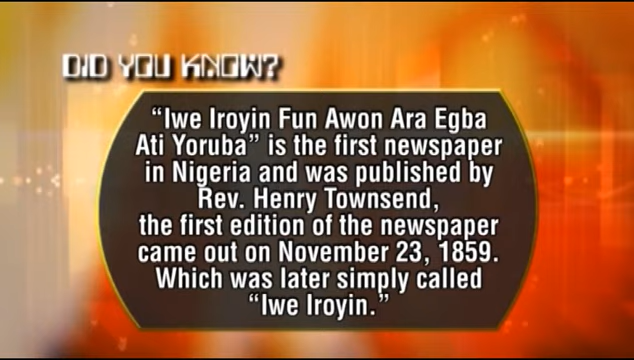 DID YOU KNOW?
“Iwe Iroyin Fun Awon Ara Egba
Ati Yoruba” is the first newspaper
in Nigeria and was published by
Rev. Henry Townsend,
the first edition of the newspaper
came out on November 23, 1859.
Which was later simply called
“Iwe Iroyin.”